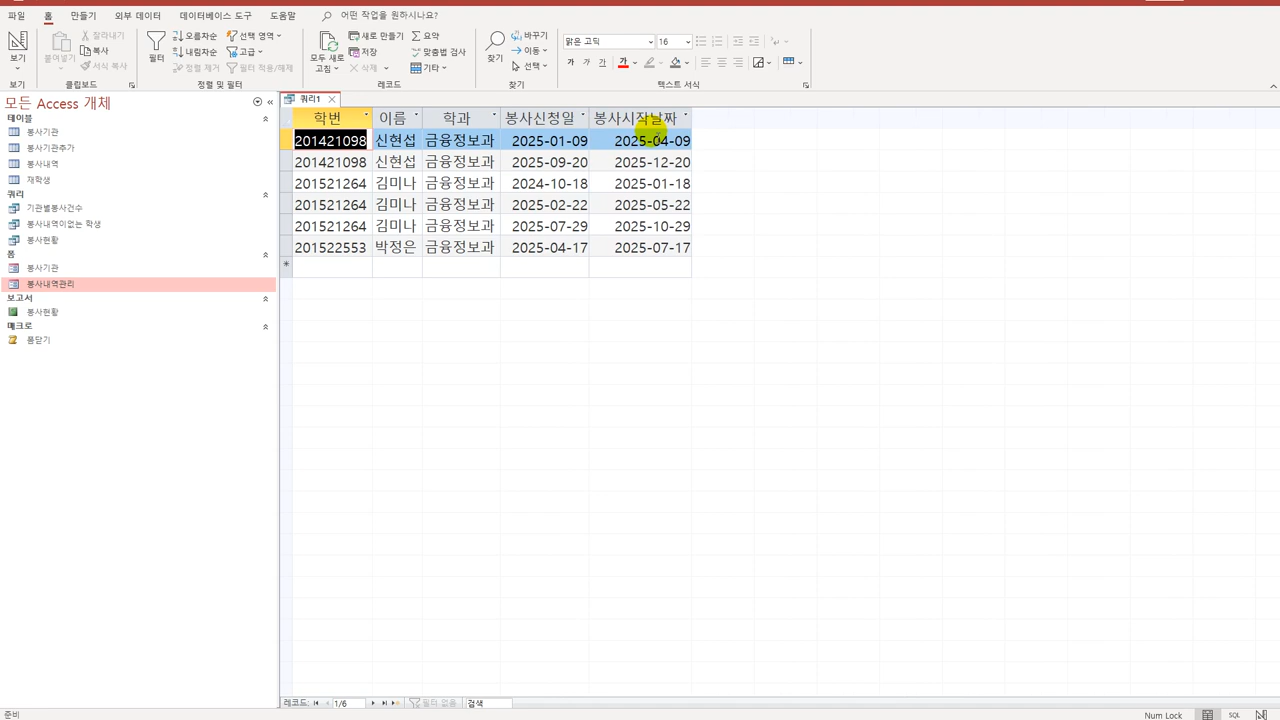 파일 홈 만들기 외부 데이터 데이터베이스 도구 도움말 어떤 작업을 원하시나요?
보기
보기
붙여넣기
잘라내기
복사
서식 복사
클립보드
필터
오름차순
내림차순
정렬 제거
선택 영역
고급
필터 적용/해제
정렬 및 필터
모두 새로
고침
새로 만들기
저장
삭제
요약
맞춤법 검사
기타
레코드
찾기
바꾸기
이동
선택
찾기
맑은 고딕 16
가 가 가 가
텍스트 서식
모든 Access 개체
테이블
봉사기관
봉사기관추가
봉사내역
재학생
쿼리
기관별봉사건수
봉사내역이없는 학생
봉사현황
폼
봉사기관
봉사내역관리
보고서
봉사현황
매크로
폼닫기
쿼리1
학번 이름 학과 봉사신청일 봉사시작날짜
201421098 신현섭 금융정보과 2025-01-09 2025-04-09
201421098 신현섭 금융정보과 2025-09-20 2025-12-20
201521264 김미나 금융정보과 2024-10-18 2025-01-18
201521264 김미나 금융정보과 2025-02-22 2025-05-22
201521264 김미나 금융정보과 2025-07-29 2025-10-29
201522553 박정은 금융정보과 2025-04-17 2025-07-17
레코드: 1/6 필터 없음 검색
준비 Num Lock SQL